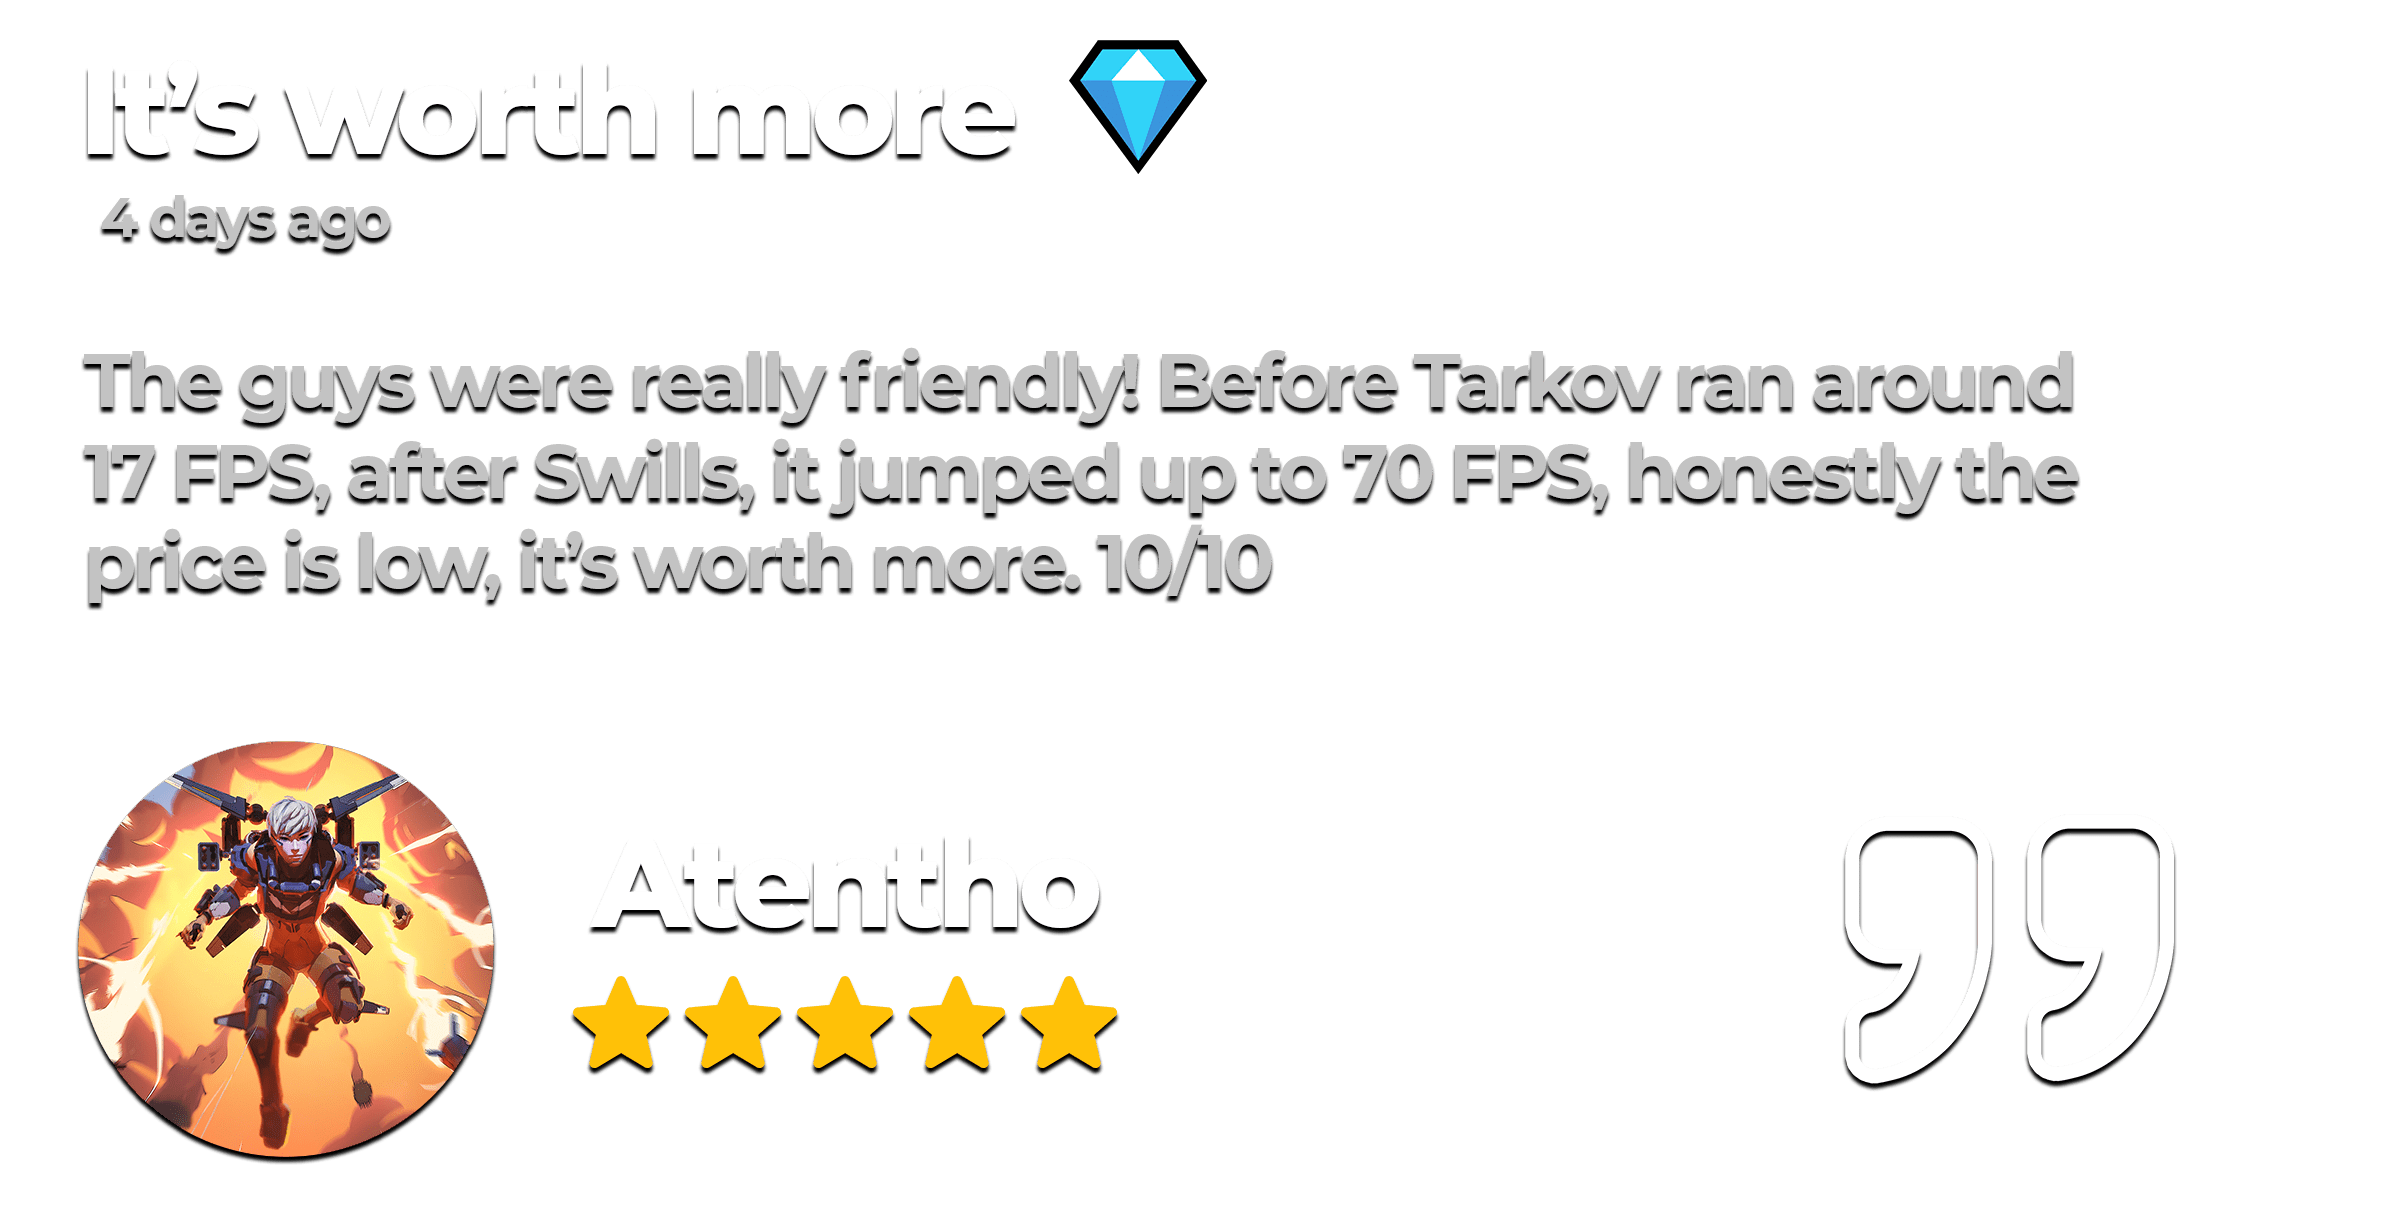 It’s worth more
4 days ago
The guys were really friendly! Before Tarkov ran around
17 FPS, after Swills, it jumped up to 70 FPS, honestly the
price is low, it’s worth more. 10/10
Atentho